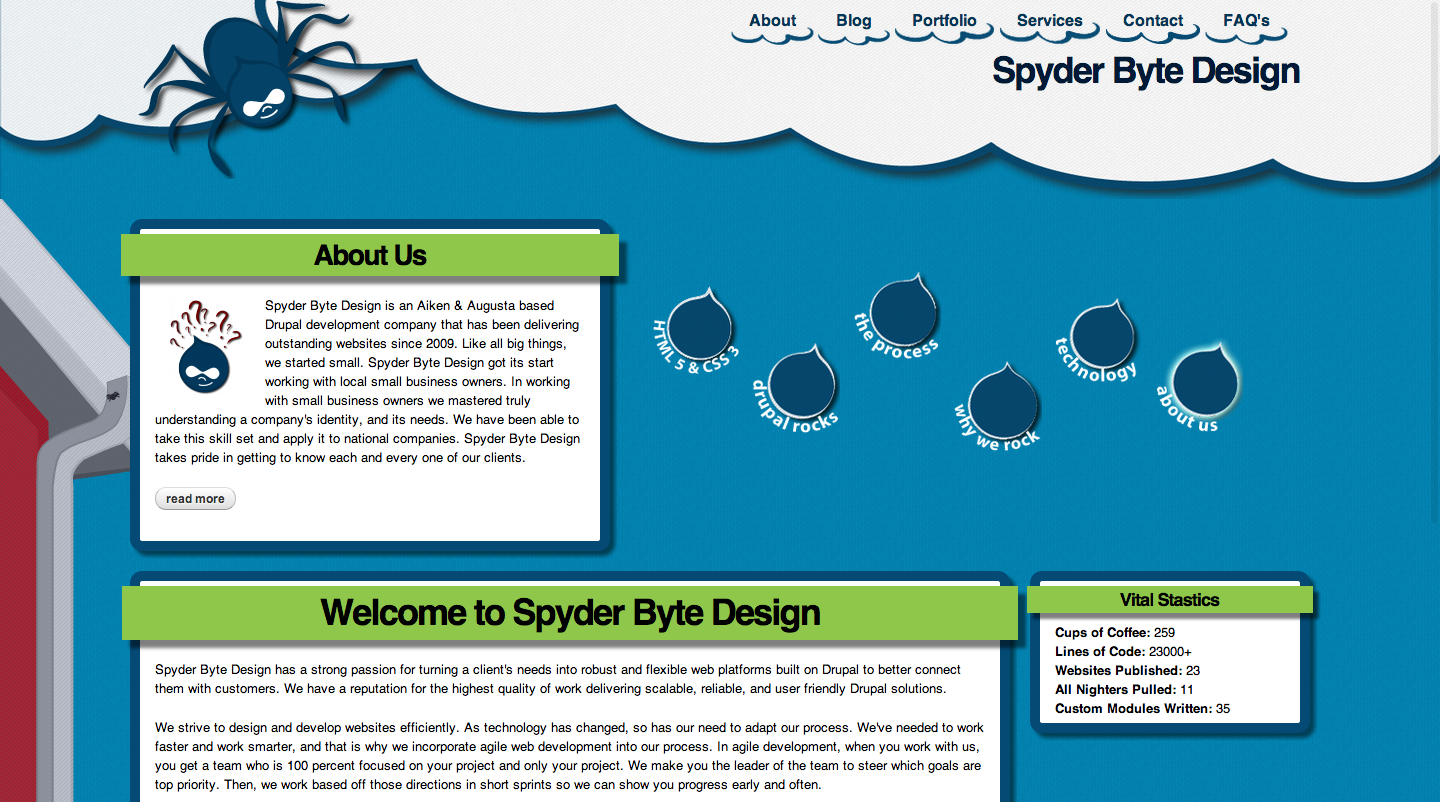 About Blog Portfolio Services Contact FAQ's
Spyder Byte Design
About Us
Spyder Byte Design is an Aiken & Augusta based
Drupal development company that has been delivering
outstanding websites since 2009. Like all big things,
we started small. Spyder Byte Design got its start
working with local small business owners. In working
with small business owners we mastered truly
understanding a company's identity, and its needs. We have been able to
take this skill set and apply it to national companies. Spyder Byte Design
takes pride in getting to know each and every one of our clients.
read more
HTML 5 & CSS 3
drupal rocks
the process
why we rock
technology
about us
Welcome to Spyder Byte Design
Spyder Byte Design has a strong passion for turning a client's needs into robust and flexible web platforms built on Drupal to better connect
them with customers. We have a reputation for the highest quality of work delivering scalable, reliable, and user friendly Drupal solutions.
We strive to design and develop websites efficiently. As technology has changed, so has our need to adapt our process. We've needed to work
faster and work smarter, and that is why we incorporate agile web development into our process. In agile development, when you work with us,
you get a team who is 100 percent focused on your project and only your project. We make you the leader of the team to steer which goals are
top priority. Then, we work based off those directions in short sprints so we can show you progress early and often.
Vital Stastics
Cups of Coffee: 259
Lines of Code: 23000+
Websites Published: 23
All Nighters Pulled: 11
Custom Modules Written: 35